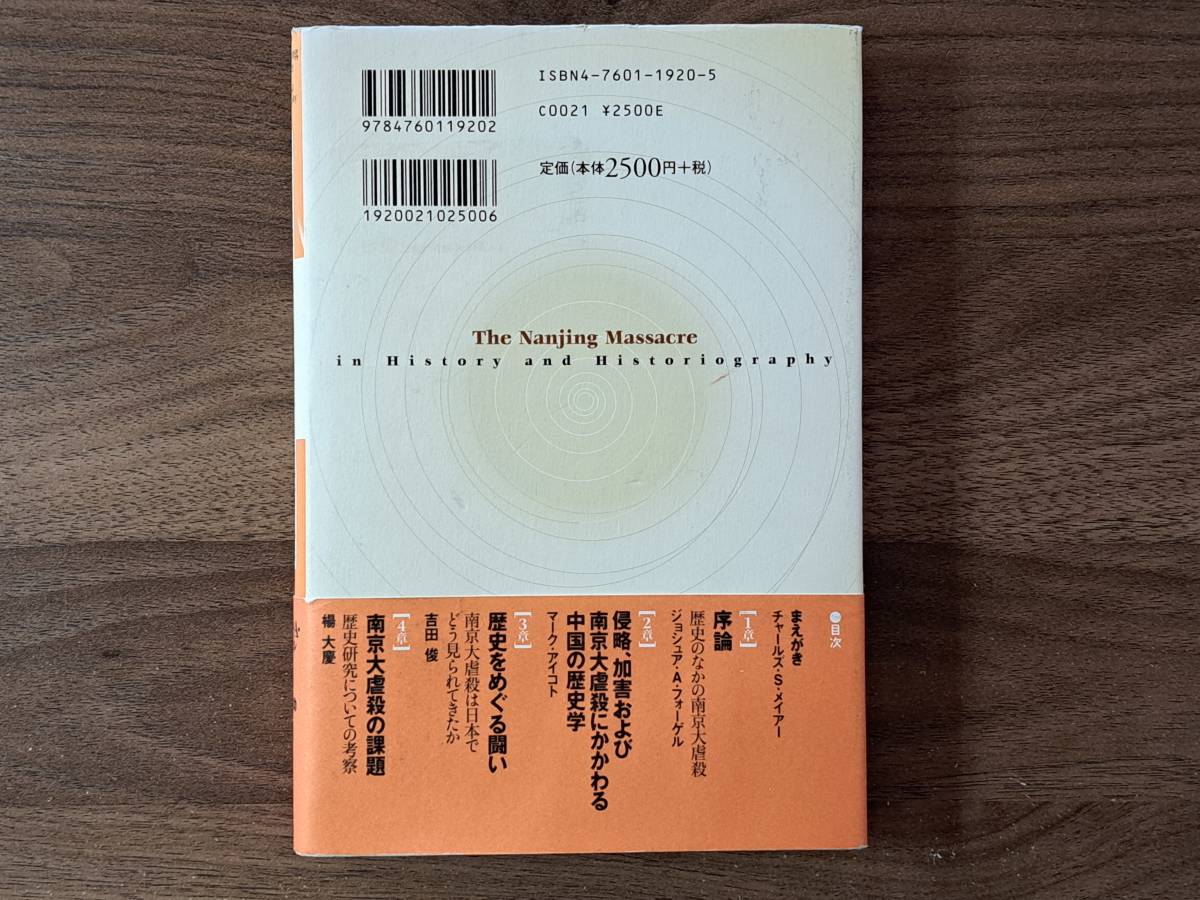 ISBN4-7601-1920-5
C0021 ¥2500E
9784760119202
定価(本体2500円+税)
1920021025006
The Nanjing Massacre
in History and Historiography
●目次
まえがき
チャールズ・S・メイアー
[1章]
序論
歴史のなかの南京大虐殺
ジョシュア・A・フォーゲル
[2章]
侵略、加害および
南京大虐殺にかかわる
中国の歴史学
マーク・アイコト
[3章]
歴史をめぐる闘い
南京大虐殺は日本で
どう見られてきたか
吉田 俊
[4章]
南京大虐殺の課題
歴史研究についての考察
楊 大慶